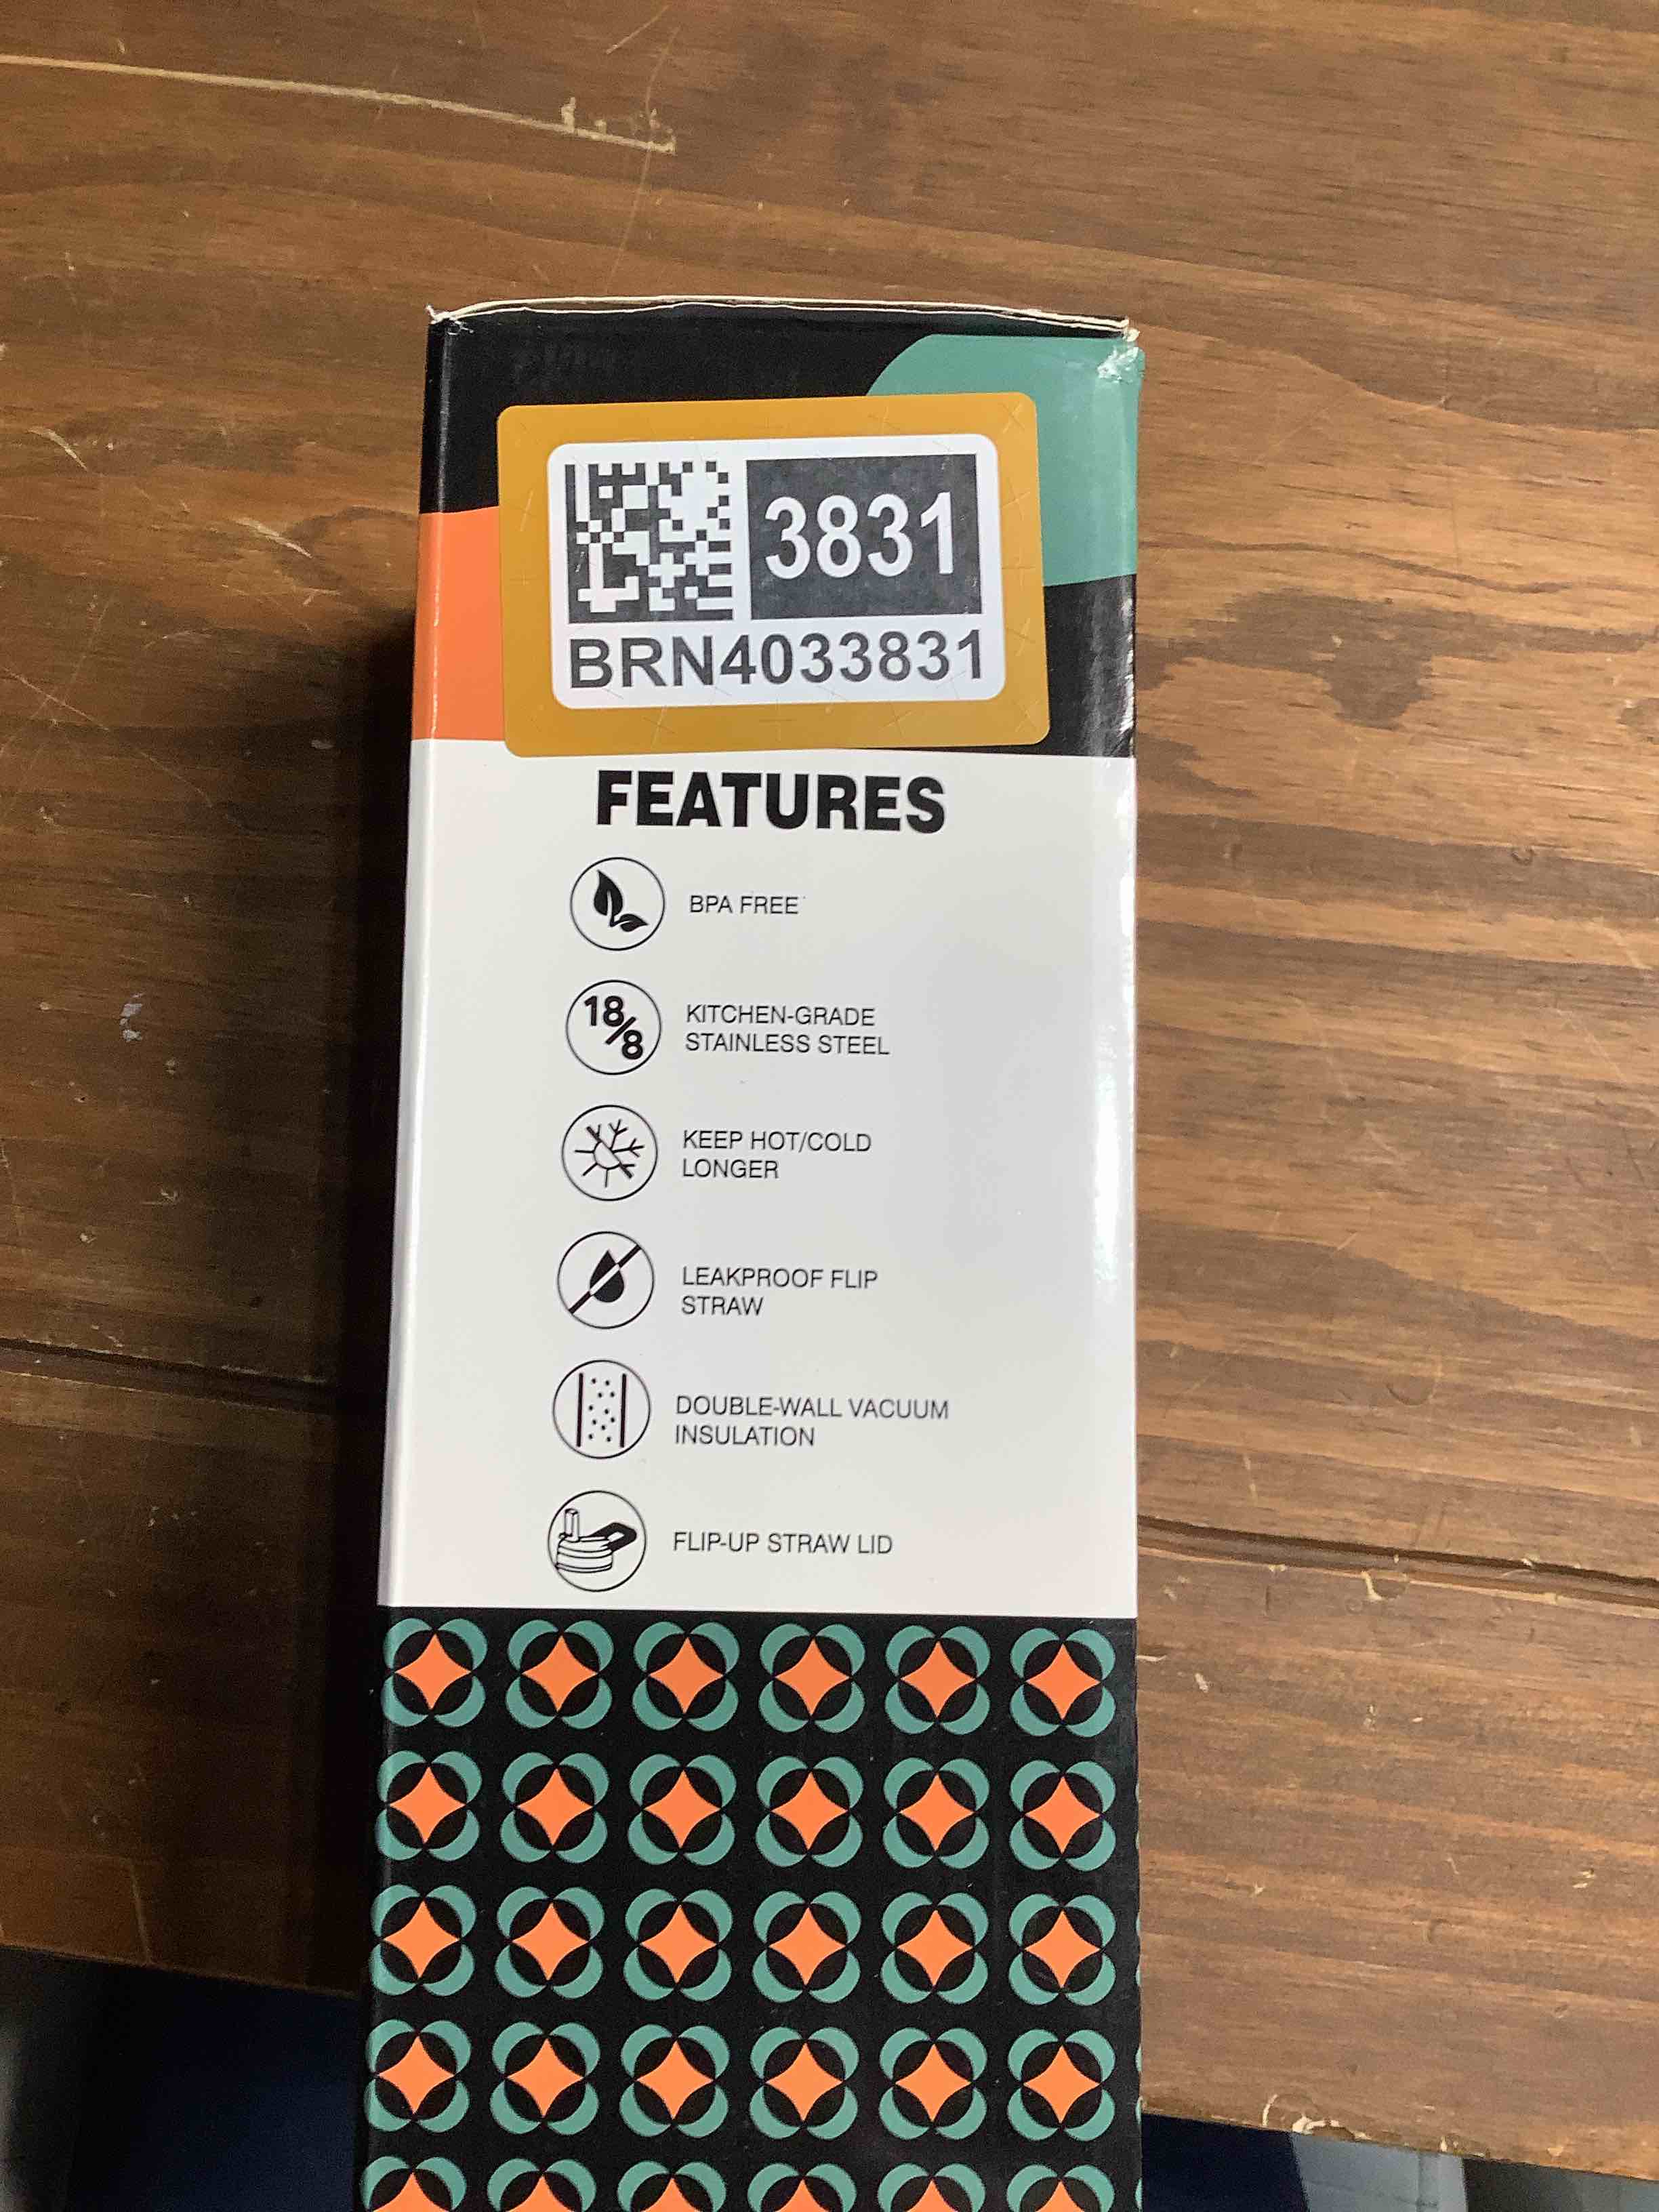 3831
BRN4033831
FEATURES
BPA FREE
18/8
KITCHEN-GRADE
STAINLESS STEEL
KEEP HOT/COLD
LONGER
LEAKPROOF FLIP
STRAW
DOUBLE-WALL VACUUM
INSULATION
FLIP-UP STRAW LID